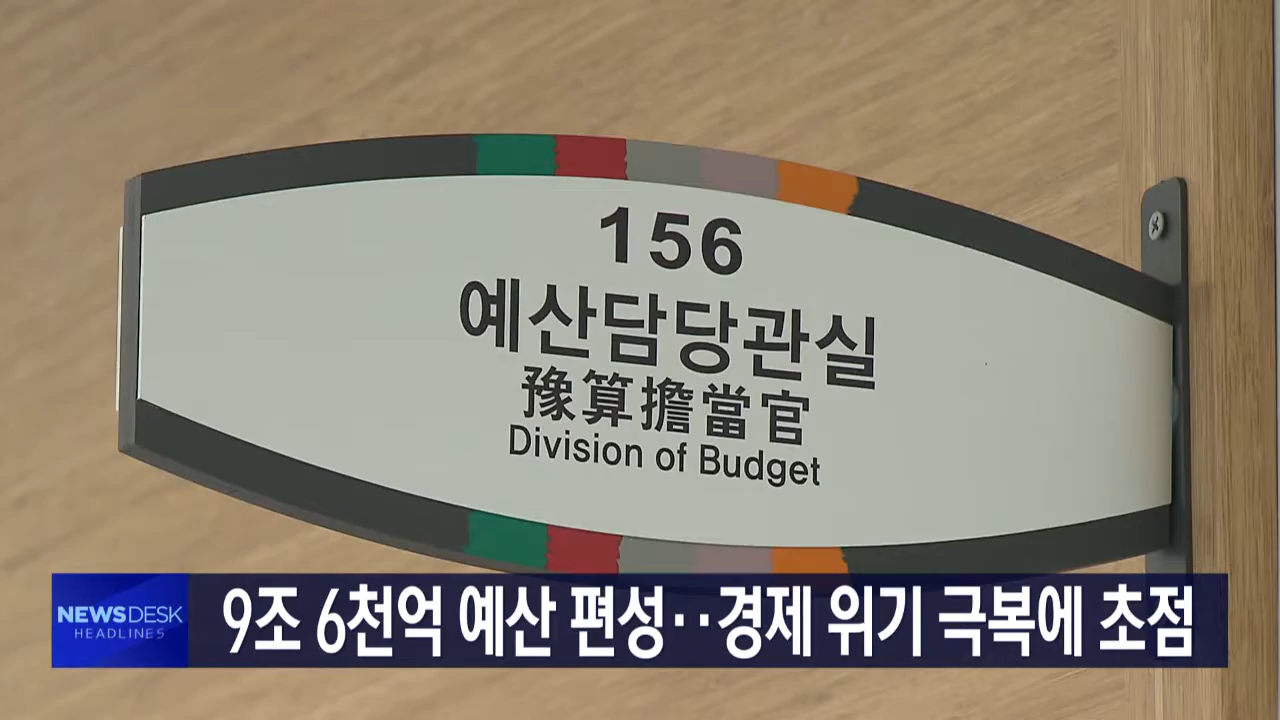 156
예산담당관실
豫算擔當官
Division of Budget
NEWSDESK
HEADLINES
9조 6천억 예산 편성‥경제 위기 극복에 초점